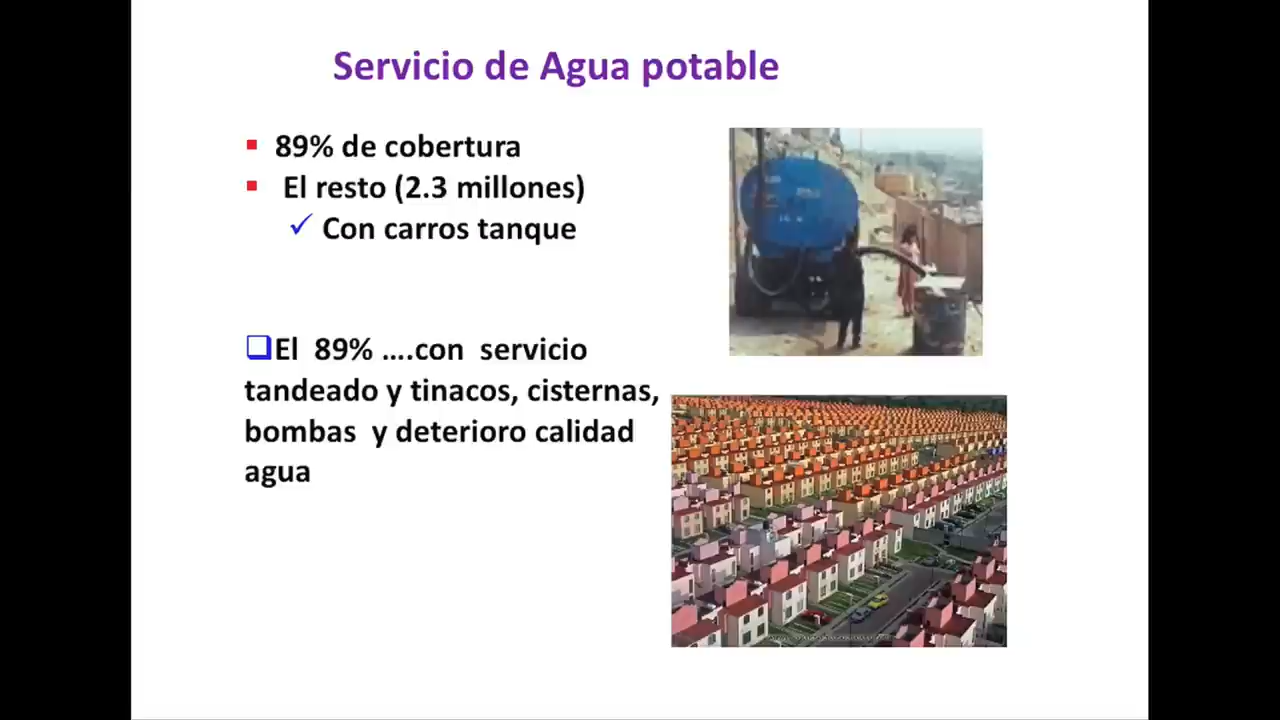 Servicio de Agua potable
89% de cobertura
El resto (2.3 millones)
Con carros tanque
El 89% ....con servicio
tandeado y tinacos, cisternas,
bombas y deterioro calidad
agua